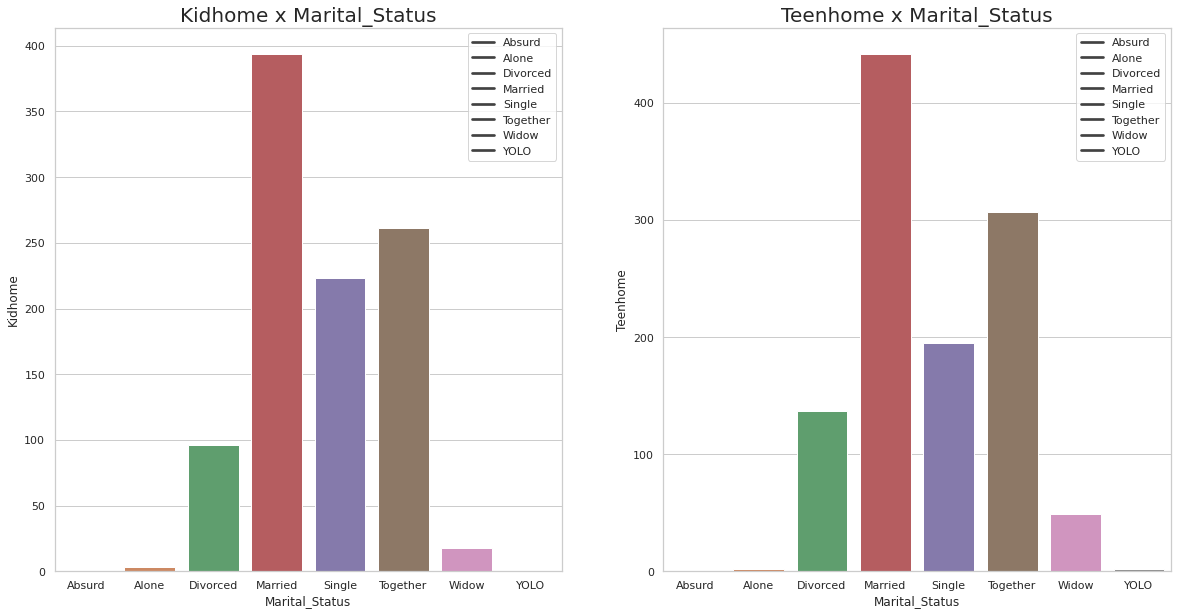 Kidhome x Marital_Status
400
350
300
250
200
150
100
50
0
Kidhome
Absurd
Alone
Divorced
Married
Single
Together
Widow
YOLO
Absurd Alone Divorced Married Single Together Widow YOLO
Marital_Status
Teenhome x Marital_Status
400
300
200
100
0
Teenhome
Absurd
Alone
Divorced
Married
Single
Together
Widow
YOLO
Absurd Alone Divorced Married Single Together Widow YOLO
Marital_Status